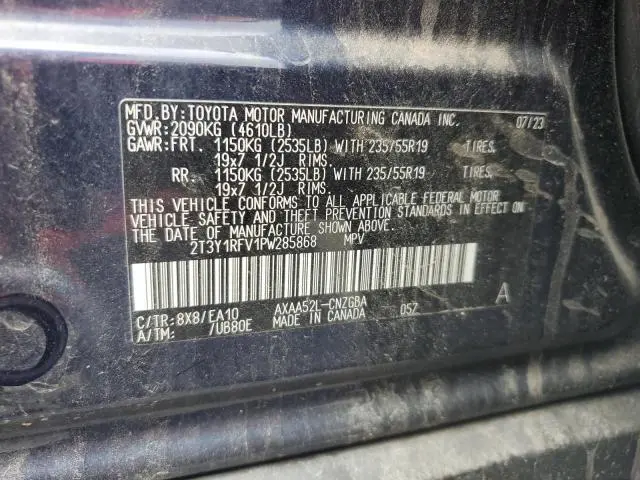 MFD.BY:TOYOTA MOTOR MANUFACTURING CANADA INC. 07/23
GVWR:2090KG (4610LB)
GAWR:FRT. 1150KG (2535LB) WITH 235/55R19 TIRES,
19x7 1/2J RIMS.
RR. 1150KG (2535LB) WITH 235/55R19 TIRES,
19x7 1/2J RIMS.
THIS VEHICLE CONFORMS TO ALL APPLICABLE FEDERAL MOTOR
VEHICLE SAFETY AND THEFT PREVENTION STANDARDS IN EFFECT ON
THE DATE OF MANUFACTURE SHOWN ABOVE.
2T3Y1RFV1PW285868 MPV
C/TR:8X8/EA10 AXAA52L-CNZGBA 05Z A
A/TM: /UB80E MADE IN CANADA